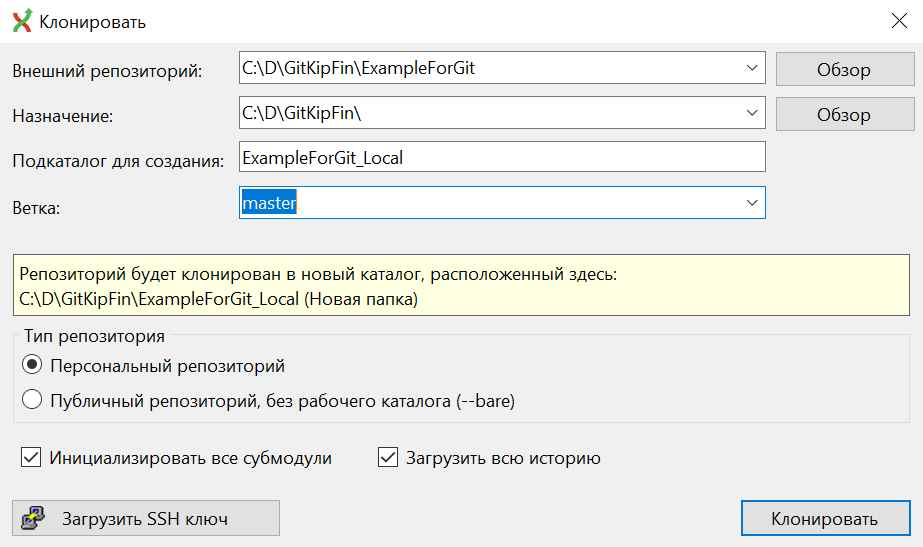 Клонировать
Внешний репозиторий: C:\D\GitKipFin\ExampleForGit Обзор
Назначение: C:\D\GitKipFin\ Обзор
Подкаталог для создания: ExampleForGit_Local
Ветка: master
Репозиторий будет клонирован в новый каталог, расположенный здесь:
C:\D\GitKipFin\ExampleForGit_Local (Новая папка)
Тип репозитория
Персональный репозиторий
Публичный репозиторий, без рабочего каталога (--bare)
Инициализировать все субмодули Загрузить всю историю
Загрузить SSH ключ Клонировать